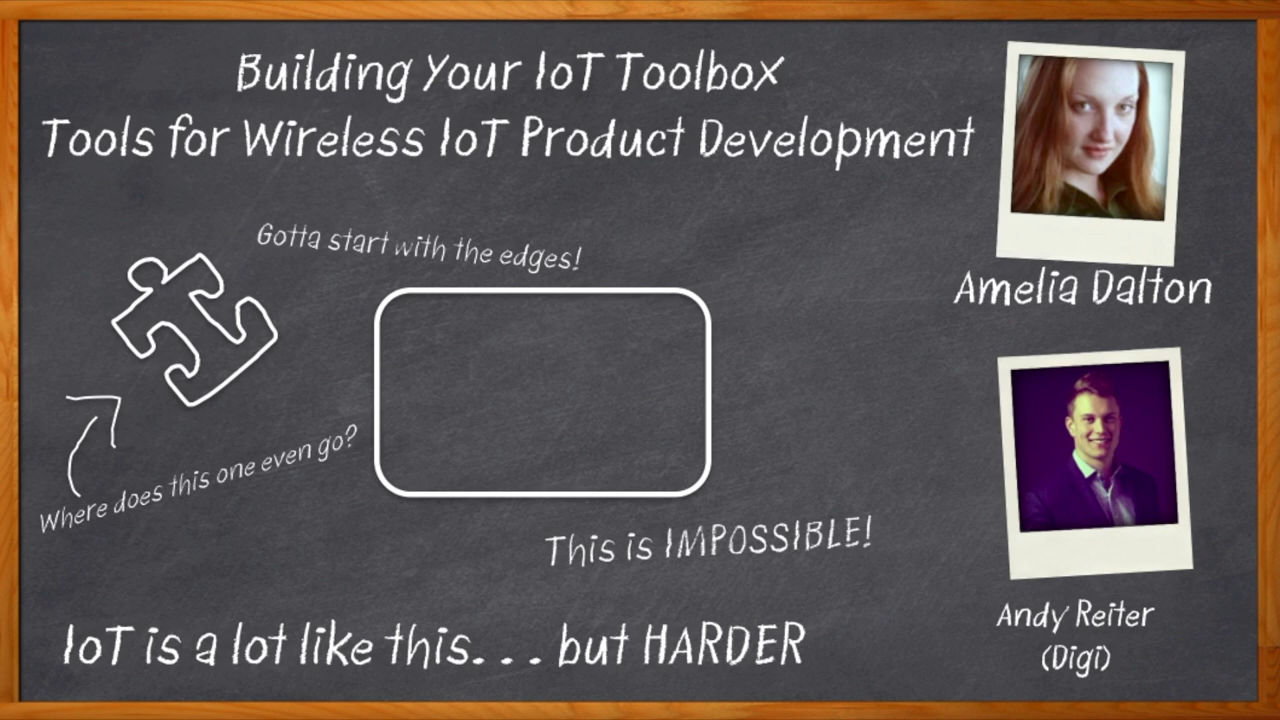 Building Your IoT Toolbox
Tools for Wireless IoT Product Development
Gotta start with the edges!
Amelia Dalton
Where does this one even go?
This is IMPOSSIBLE!
IoT is a lot like this. . . but HARDER
Andy Reiter
(Digi)